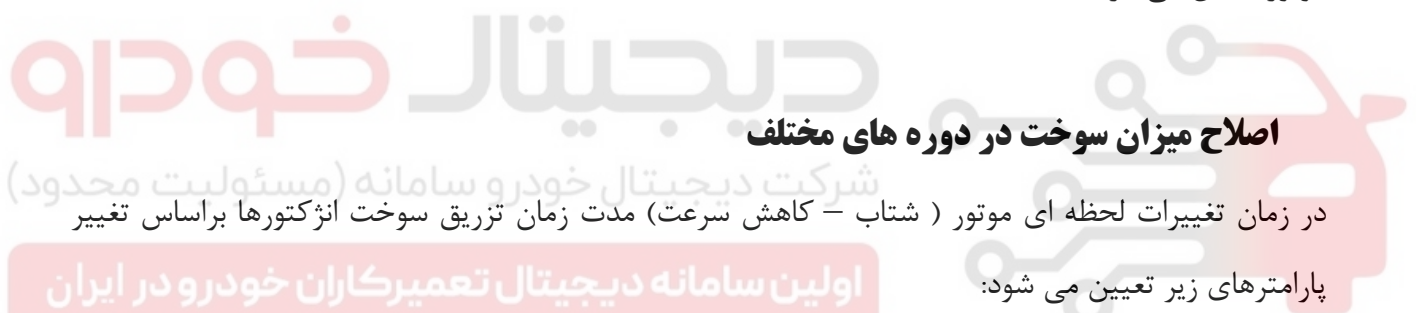 دیجیتال خودرو
اصلاح میزان سوخت در دوره های مختلف
شرکت دیجیتال خودرو سامانه (مسئولیت محدود)
در زمان تغییرات لحظه ای موتور ( شتاب – کاهش سرعت) مدت زمان تزریق سوخت انژکتورها براساس تغییر
اولین سامانه دیجیتال تعمیرکاران خودرو در ایران
پارامترهای زیر تعیین می شود: